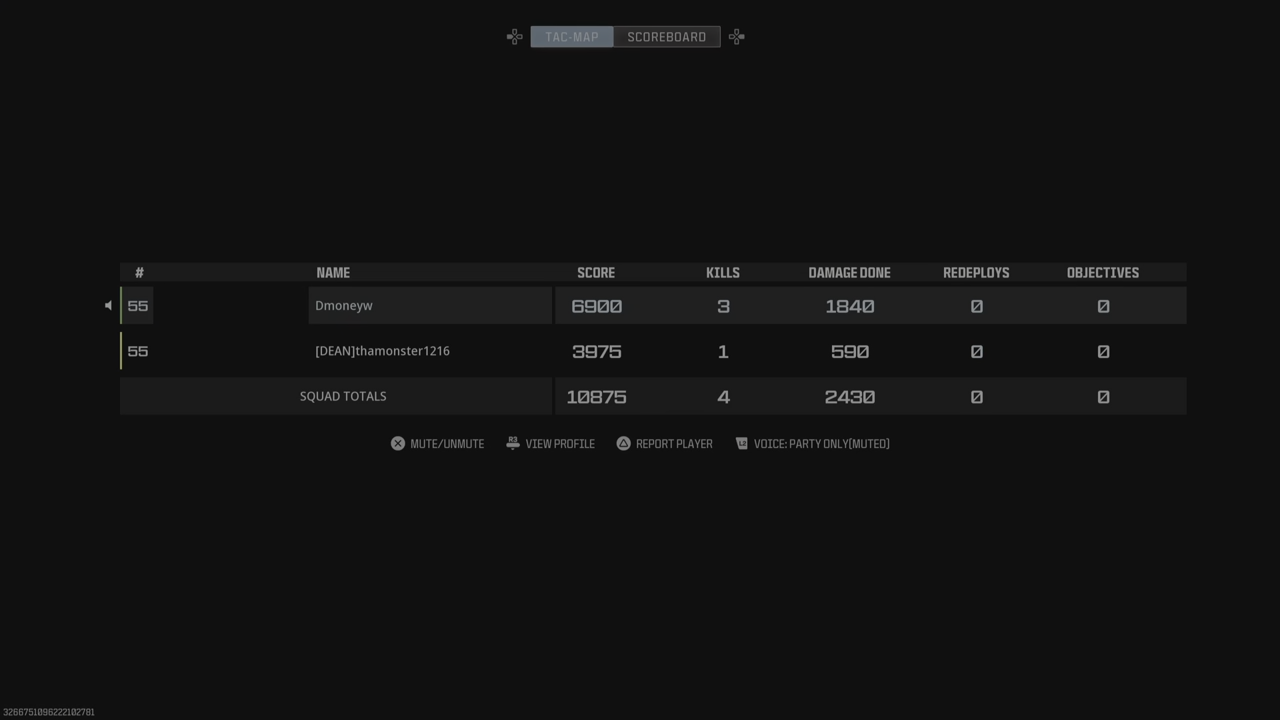 TAC-MAP SCOREBOARD
# NAME SCORE KILLS DAMAGE DONE REDEPLOYS OBJECTIVES
55 Dmoneyw 6900 3 1840 0 0
55 [DEAN]thamonster1216 3975 1 590 0 0
SQUAD TOTALS 10875 4 2430 0 0
MUTE/UNMUTE R3 VIEW PROFILE REPORT PLAYER L2 VOICE: PARTY ONLY(MUTED)
3266751096222102781